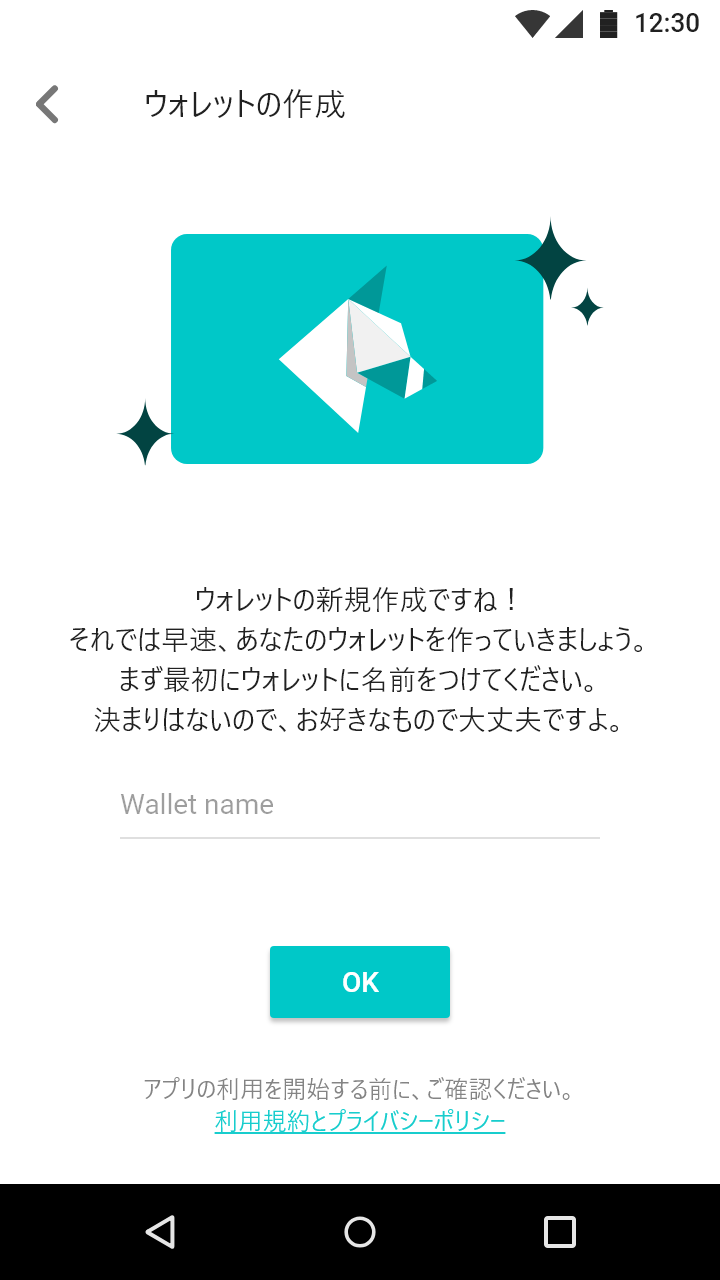 12:30
ウォレットの作成
ウォレットの新規作成ですね！
それでは早速、あなたのウォレットを作っていきましょう。
まず最初にウォレットに名前をつけてください。
決まりはないので、お好きなもので大丈夫ですよ。
Wallet name
OK
アプリの利用を開始する前に、ご確認ください。
利用規約とプライバシーポリシー